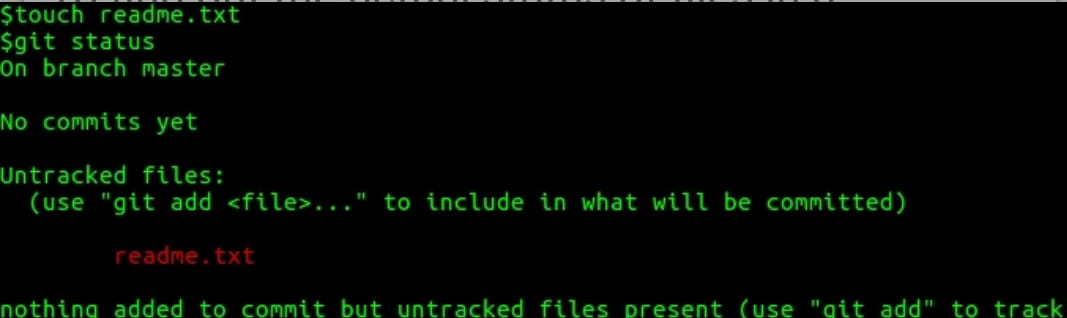 $touch readme.txt
$git status
On branch master
No commits yet
Untracked files:
(use "git add <file>..." to include in what will be committed)
readme.txt
nothing added to commit but untracked files present (use "git add" to track